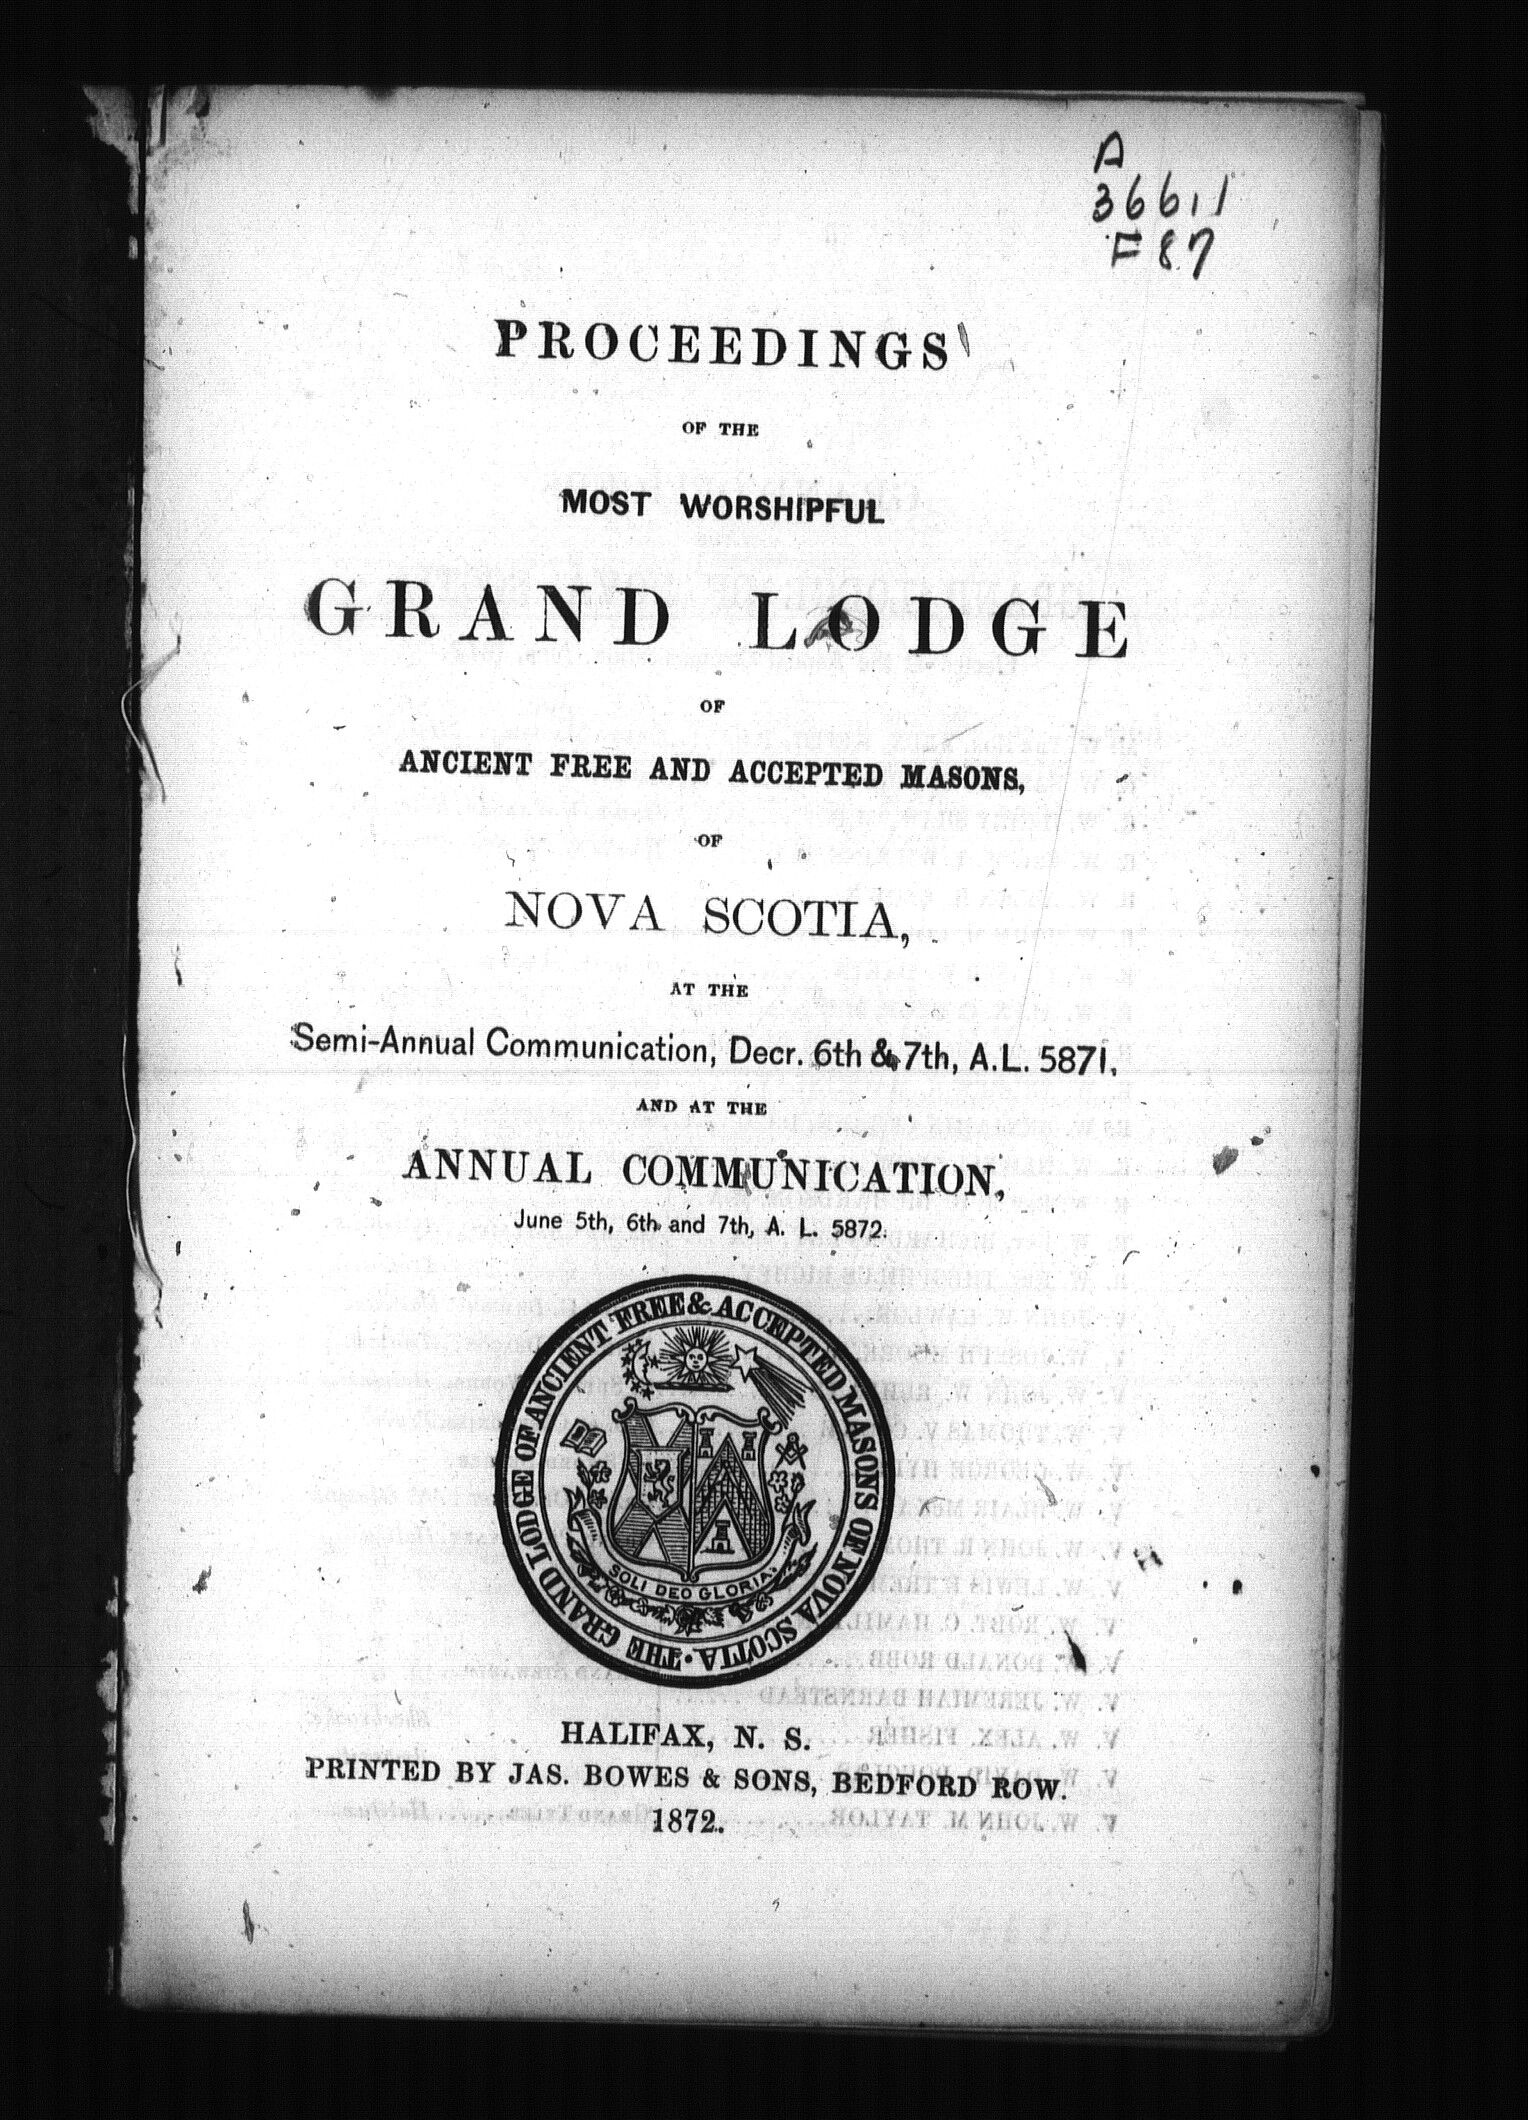 A
366.1
F87
PROCEEDINGS
OF THE
MOST WORSHIPFUL
GRAND LODGE
OF
ANCIENT FREE AND ACCEPTED MASONS,
OF
NOVA SCOTIA,
AT THE
Semi-Annual Communication, Decr. 6th & 7th, A.L. 5871,
AND AT THE
ANNUAL COMMUNICATION,
June 5th, 6th and 7th, A. L. 5872.
THE GRAND LODGE OF ANCIENT FREE & ACCEPTED MASONS OF NOVA SCOTIA.
SOLI DEO GLORIA
HALIFAX, N. S.
PRINTED BY JAS. BOWES & SONS, BEDFORD ROW.
1872.